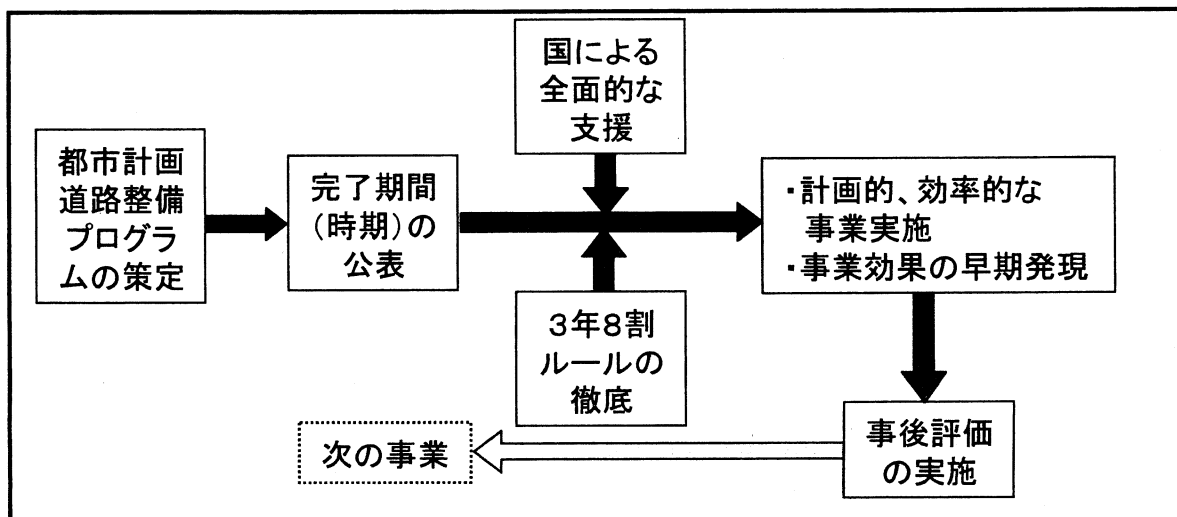 国による
全面的な
支援
都市計画
道路整備
プログラ
ムの策定
完了期間
(時期)の
公表
・計画的、効率的な
事業実施
・事業効果の早期発現
3年8割
ルールの
徹底
次の事業
事後評価
の実施